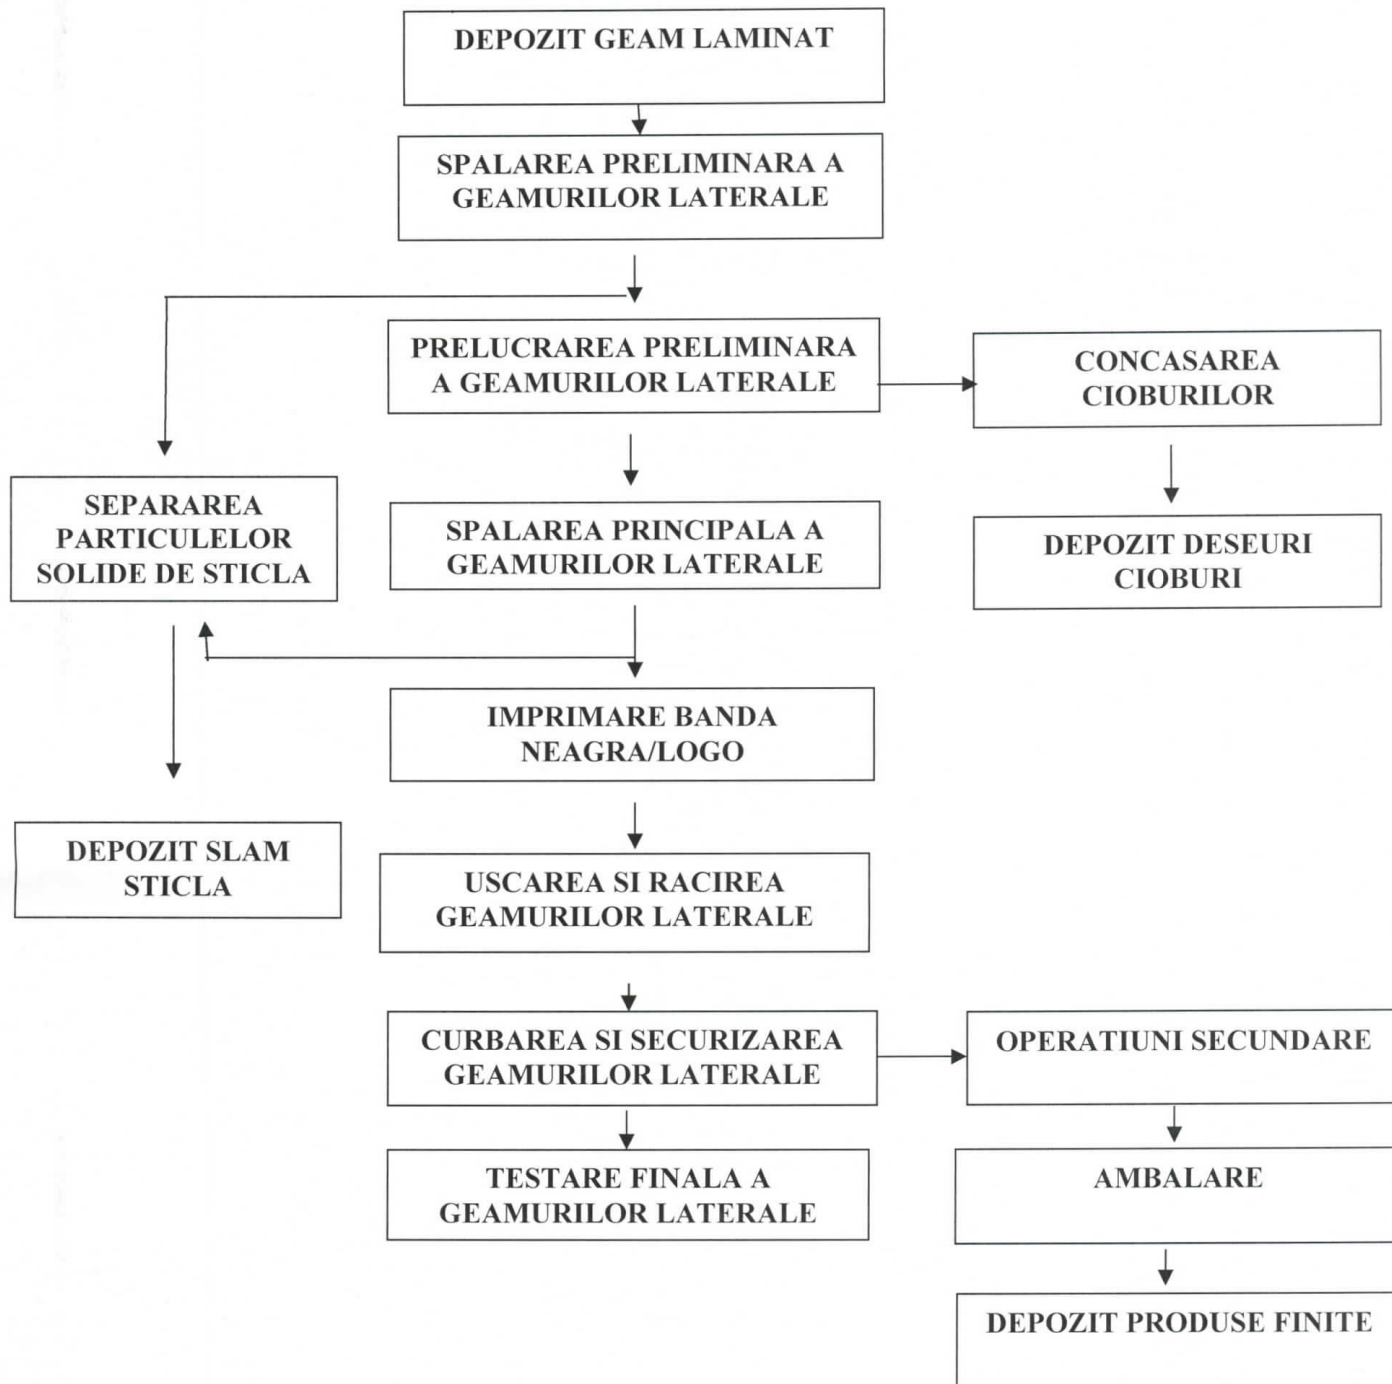 DEPOZIT GEAM LAMINAT
SPALAREA PRELIMINARA A
GEAMURILOR LATERALE
PRELUCRAREA PRELIMINARA
A GEAMURILOR LATERALE
CONCASAREA
CIOBURILOR
SEPARAREA
PARTICULELOR
SOLIDE DE STICLA
SPALAREA PRINCIPALA A
GEAMURILOR LATERALE
DEPOZIT DESEURI
CIOBURI
IMPRIMARE BANDA
NEAGRA/LOGO
DEPOZIT SLAM
STICLA
USCAREA SI RACIREA
GEAMURILOR LATERALE
CURBAREA SI SECURIZAREA
GEAMURILOR LATERALE
OPERATIUNI SECUNDARE
TESTARE FINALA A
GEAMURILOR LATERALE
AMBALARE
DEPOZIT PRODUSE FINITE